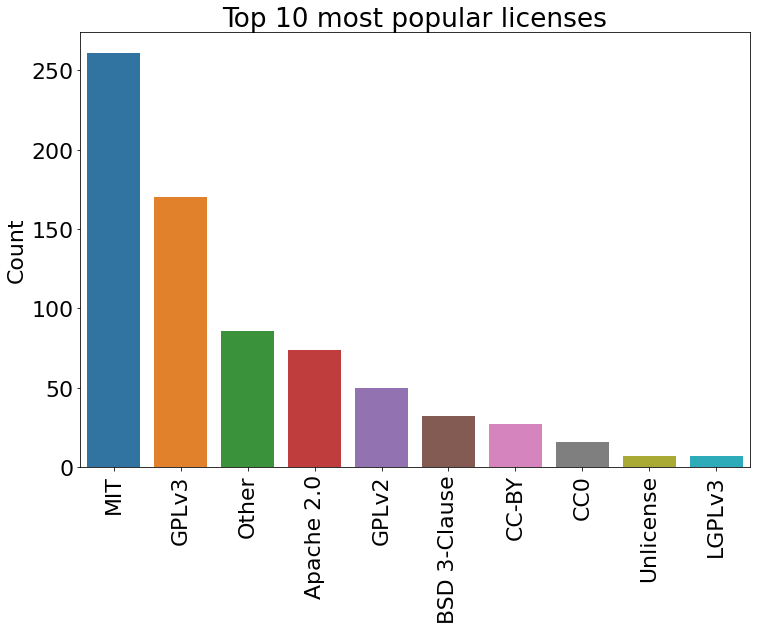 Top 10 most popular licenses
Count
250
200
150
100
50
0
MIT
GPLv3
Other
Apache 2.0
GPLv2
BSD 3-Clause
CC-BY
CC0
Unlicense
LGPLv3